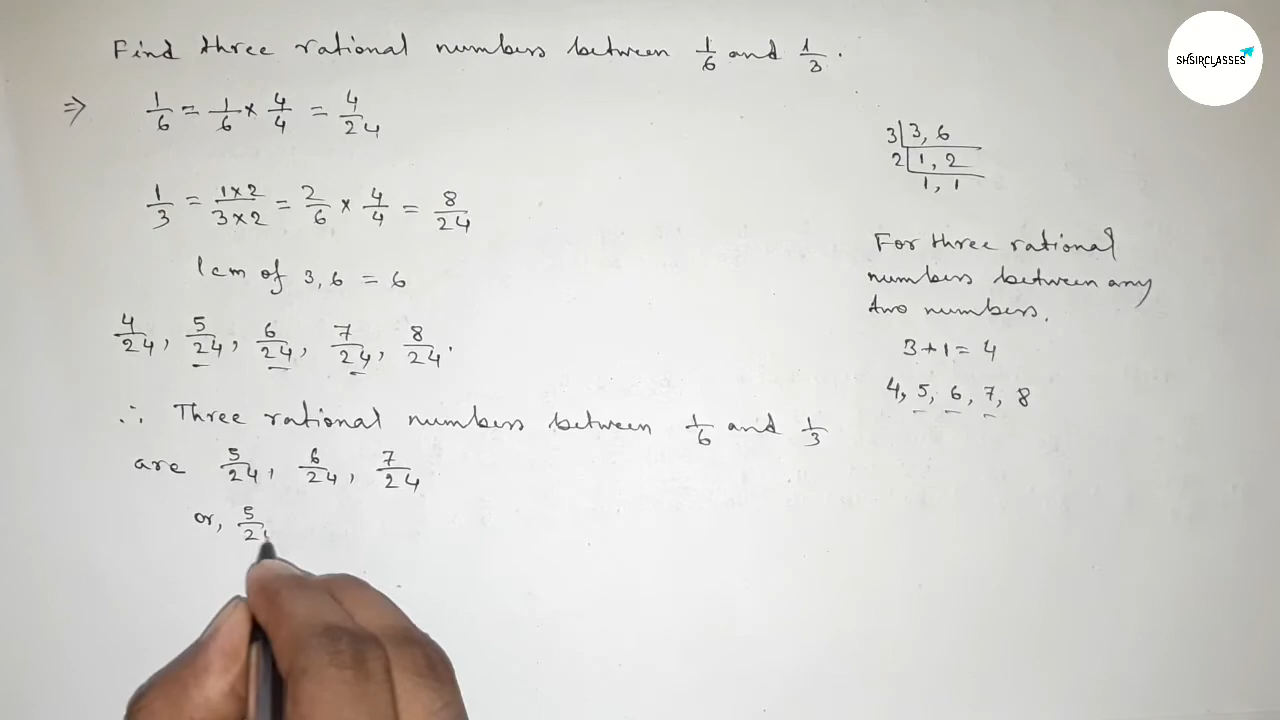 Find three rational numbers between 1/6 and 1/3.
SHSIRCLASSES
⇒ 1/6 = 1/6 × 4/4 = 4/24
1/3 = 1×2/3×2 = 2/6 × 4/4 = 8/24
lcm of 3, 6 = 6
4/24, 5/24, 6/24, 7/24, 8/24.
∴ Three rational numbers between 1/6 and 1/3
are 5/24, 6/24, 7/24
or, 5/24
3 | 3, 6
2 | 1, 2
1, 1
For three rational
numbers between any
two numbers.
3+1 = 4
4, 5, 6, 7, 8